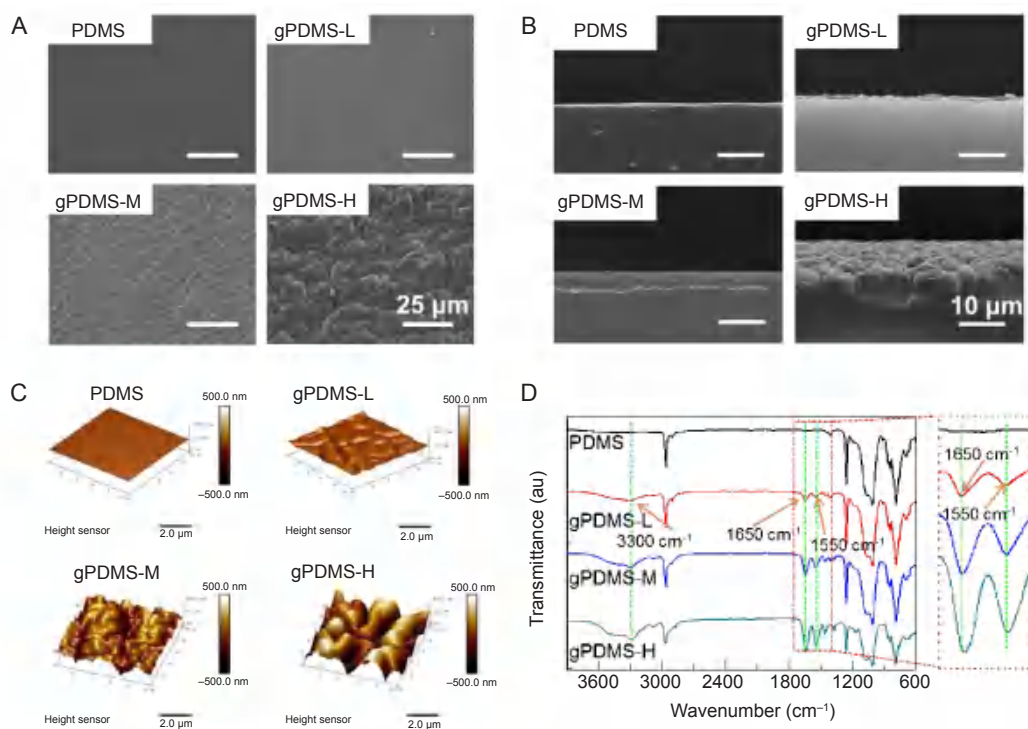 A
PDMS
gPDMS-L
gPDMS-M
gPDMS-H
25 µm
B
PDMS
gPDMS-L
gPDMS-M
gPDMS-H
10 µm
C
PDMS
500.0 nm
–500.0 nm
Height sensor
2.0 µm
gPDMS-L
500.0 nm
–500.0 nm
Height sensor
2.0 µm
gPDMS-M
500.0 nm
–500.0 nm
Height sensor
2.0 µm
gPDMS-H
500.0 nm
–500.0 nm
Height sensor
2.0 µm
D
Transmittance (au)
PDMS
gPDMS-L
3300 cm⁻¹
1650 cm⁻¹
1550 cm⁻¹
gPDMS-M
gPDMS-H
1650 cm⁻¹
1550 cm⁻¹
3600 3000 2400 1800 1200 600
Wavenumber (cm⁻¹)